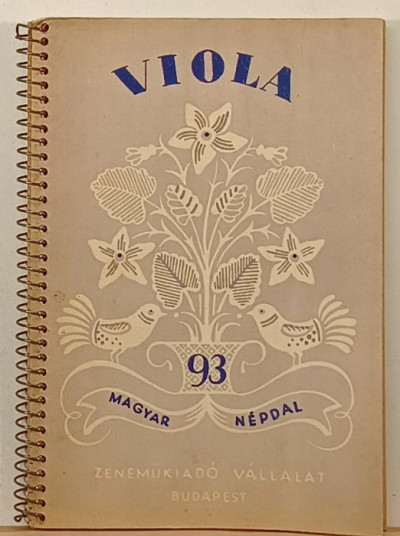 VIOLA
93
MAGYAR NÉPDAL
ZENEMŰKIADÓ VÁLLALAT
BUDAPEST